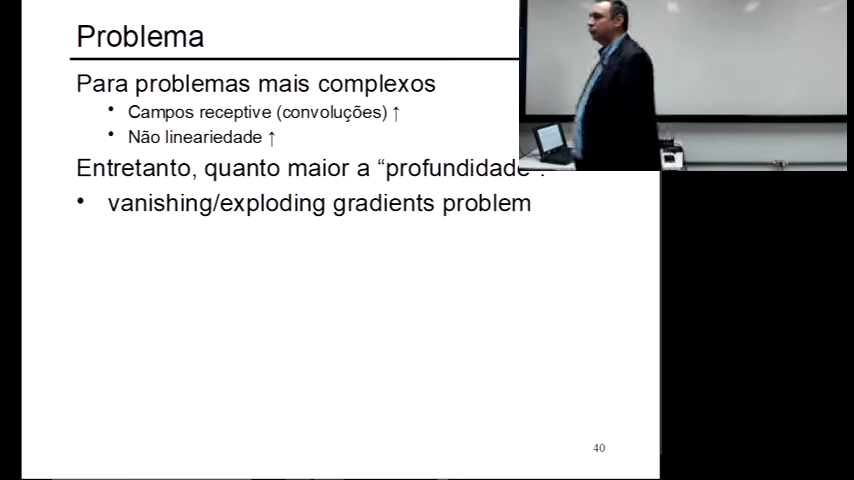 Problema
Para problemas mais complexos
• Campos receptive (convoluções) ↑
• Não lineariedade ↑
Entretanto, quanto maior a “profundidade”:
• vanishing/exploding gradients problem
40